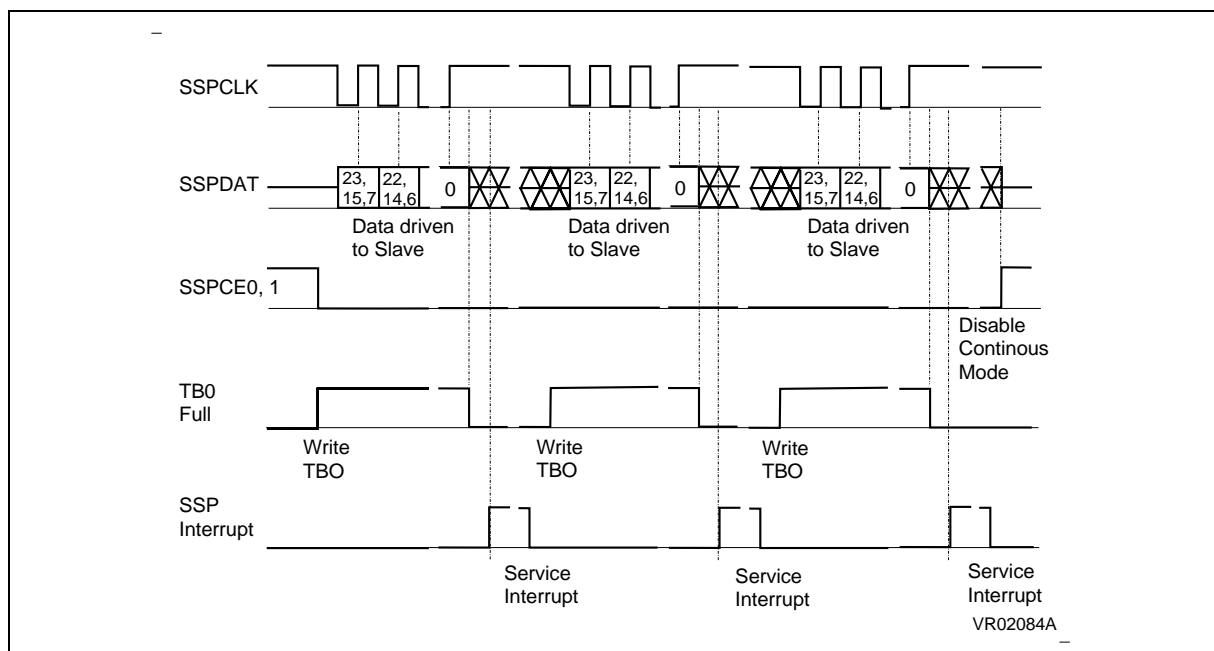 SSPCLK
SSPDAT
23,
15,7
22,
14,6
0
23,
15,7
22,
14,6
0
23,
15,7
22,
14,6
0
Data driven
to Slave
Data driven
to Slave
Data driven
to Slave
SSPCE0, 1
Disable
Continous
Mode
TB0
Full
Write
TBO
Write
TBO
Write
TBO
SSP
Interrupt
Service
Interrupt
Service
Interrupt
Service
Interrupt
VR02084A